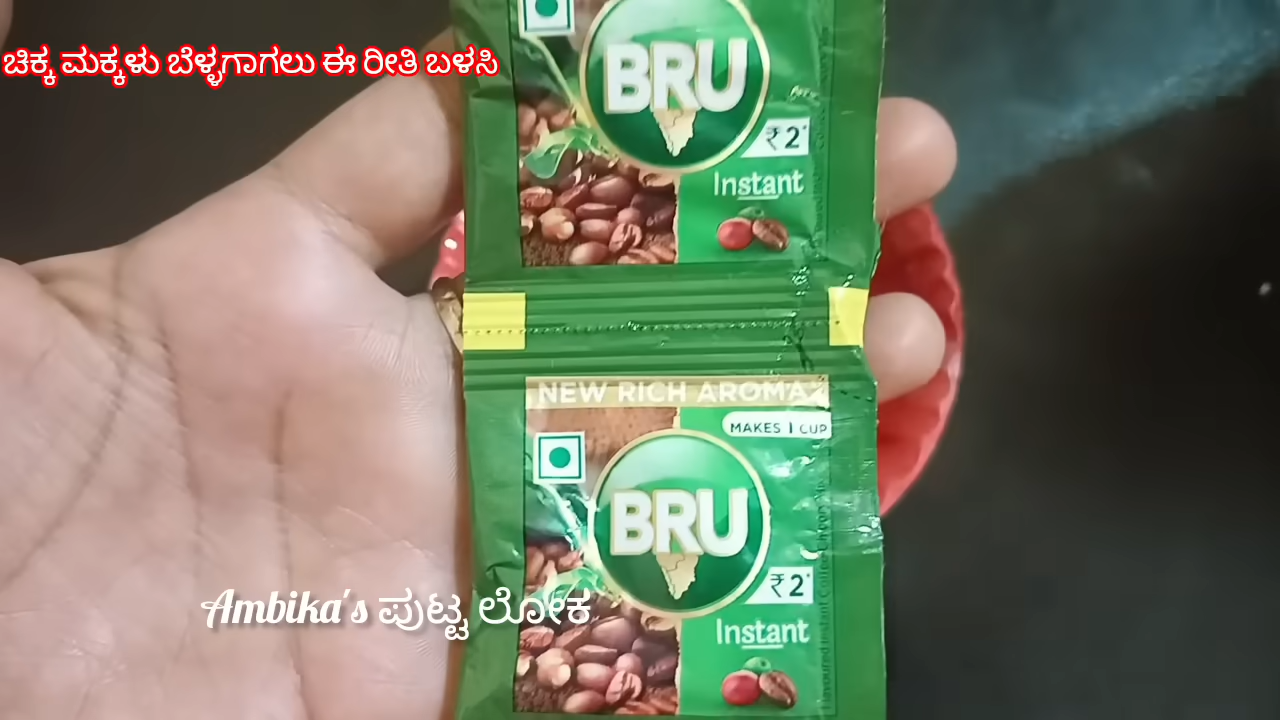 ಚಿಕ್ಕ ಮಕ್ಕಳು ಬೆಳ್ಳಗಾಗಲು ಈ ರೀತಿ ಬಳಸಿ
BRU
₹2*
Instant
NEW RICH AROMA
MAKES 1 CUP
BRU
₹2*
Instant
Ambika's ಪುಟ್ಟ ಲೋಕ